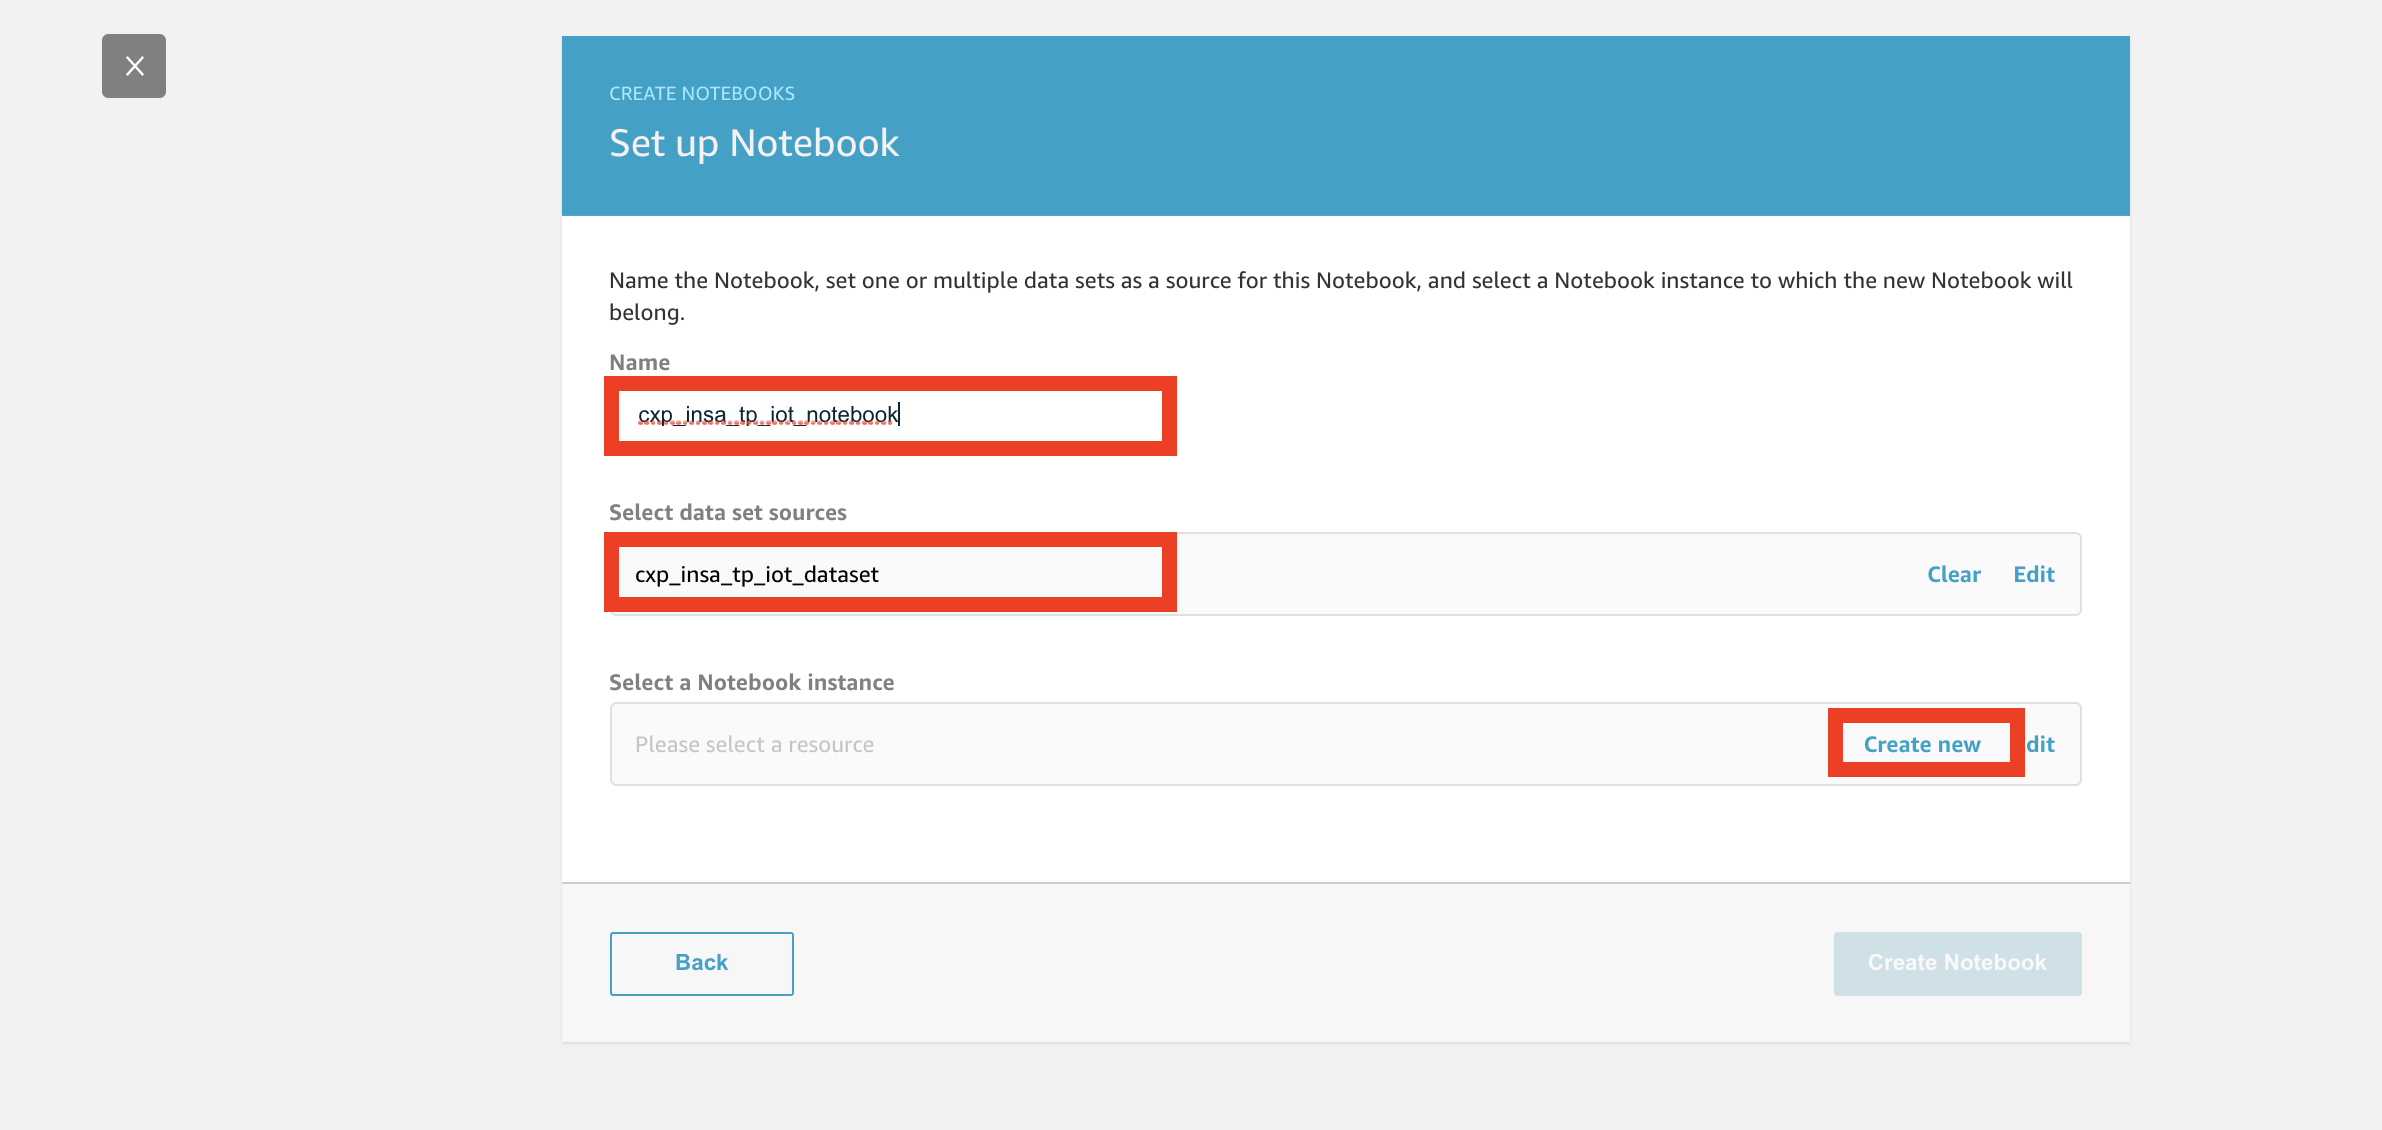 CREATE NOTEBOOKS
Set up Notebook
Name the Notebook, set one or multiple data sets as a source for this Notebook, and select a Notebook instance to which the new Notebook will
belong.
Name
cxp_insa_tp_iot_notebook
Select data set sources
cxp_insa_tp_iot_dataset Clear Edit
Select a Notebook instance
Please select a resource Create new dit
Back Create Notebook